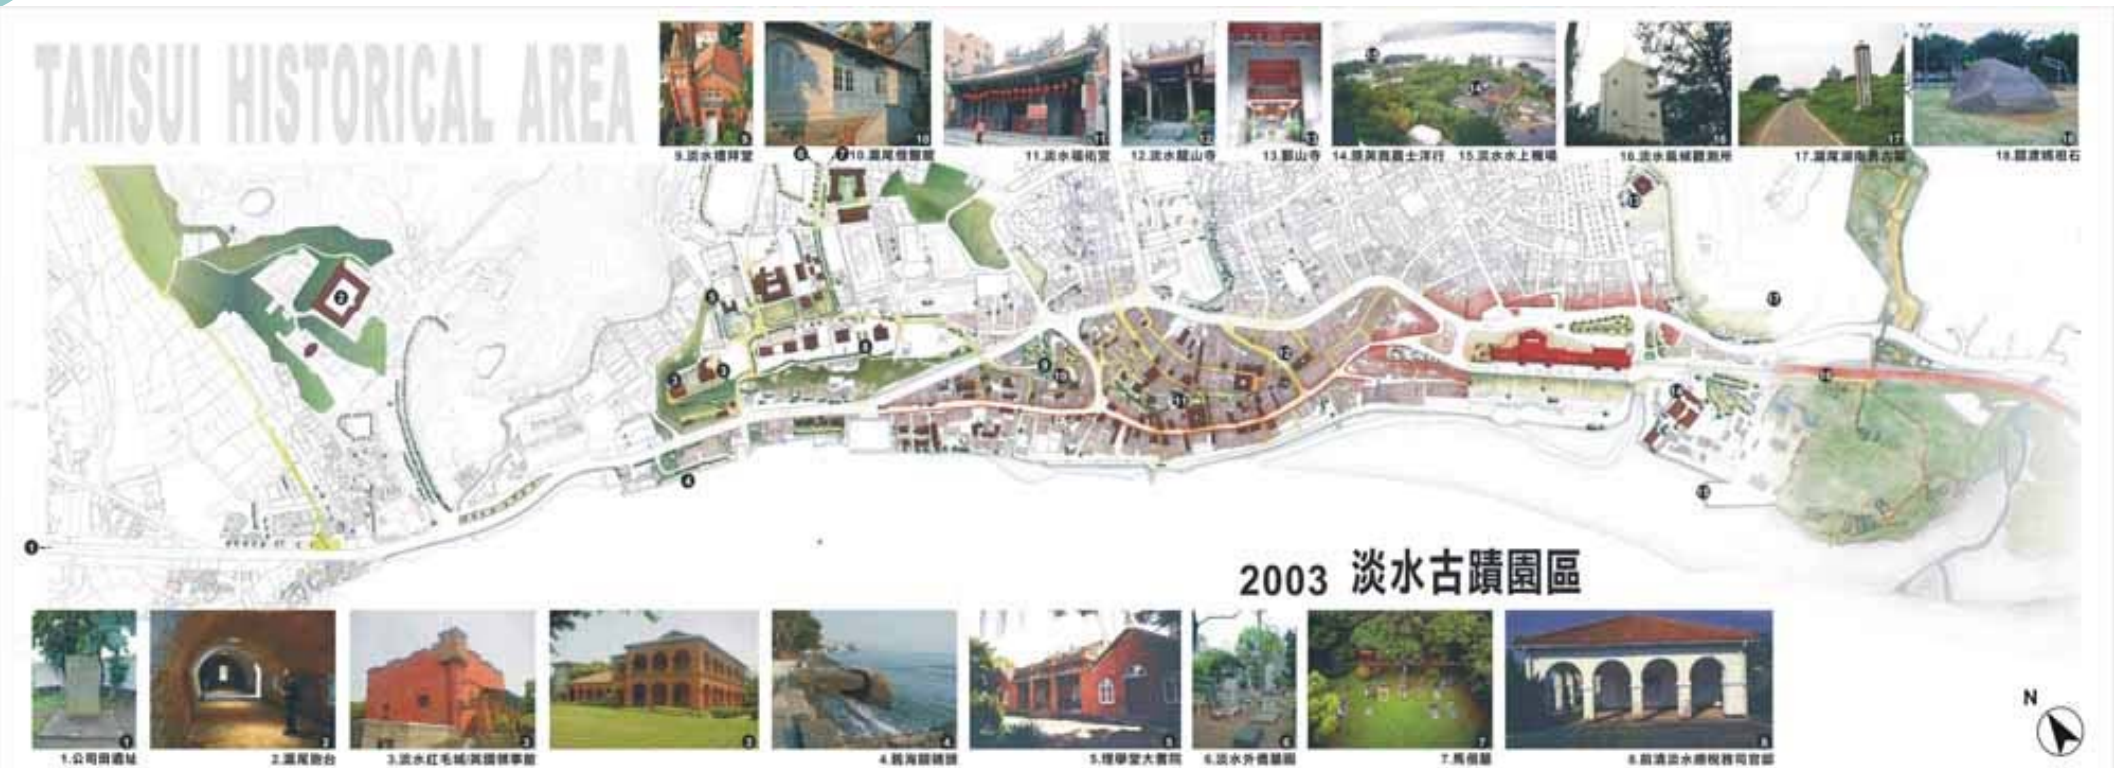 TAMSUI HISTORICAL AREA
9.淡水禮拜堂
10.滬尾偕醫館
11.淡水福佑宮
12.淡水龍山寺
13.鄞山寺
14.原英商嘉士洋行
15.淡水水上機場
16.淡水氣候觀測所
17.滬尾湖南勇古墓
18.關渡媽祖石
2003 淡水古蹟園區
1.公司田遺址
2.滬尾砲台
3.淡水紅毛城/英國領事館
4.舊海關碼頭
5.理學堂大書院
6.淡水外僑墓園
7.馬偕墓
8.前清淡水總稅務司官邸
N